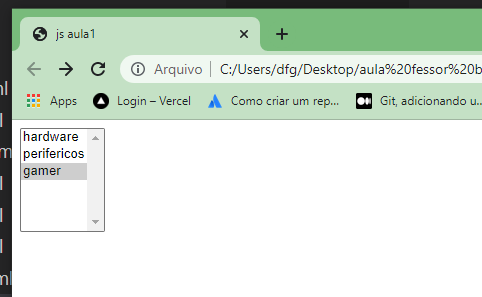 js aula1
Arquivo | C:/Users/dfg/Desktop/aula%20fessor%20b
Apps Login – Vercel Como criar um rep... Git, adicionando u...
hardware
perifericos
gamer